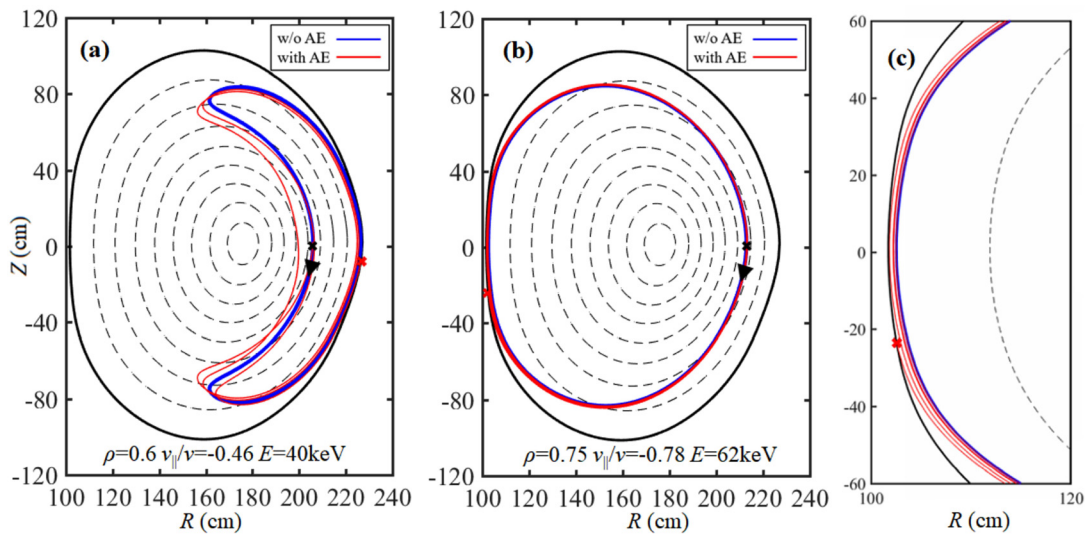 (a)
w/o AE
with AE
120
80
40
0
-40
-80
-120
Z (cm)
ρ=0.6 v||/v=-0.46 E=40keV
100 120 140 160 180 200 220 240
R (cm)
(b)
w/o AE
with AE
120
80
40
0
-40
-80
-120
ρ=0.75 v||/v=-0.78 E=62keV
100 120 140 160 180 200 220 240
R (cm)
(c)
60
40
20
0
-20
-40
-60
100 120
R (cm)